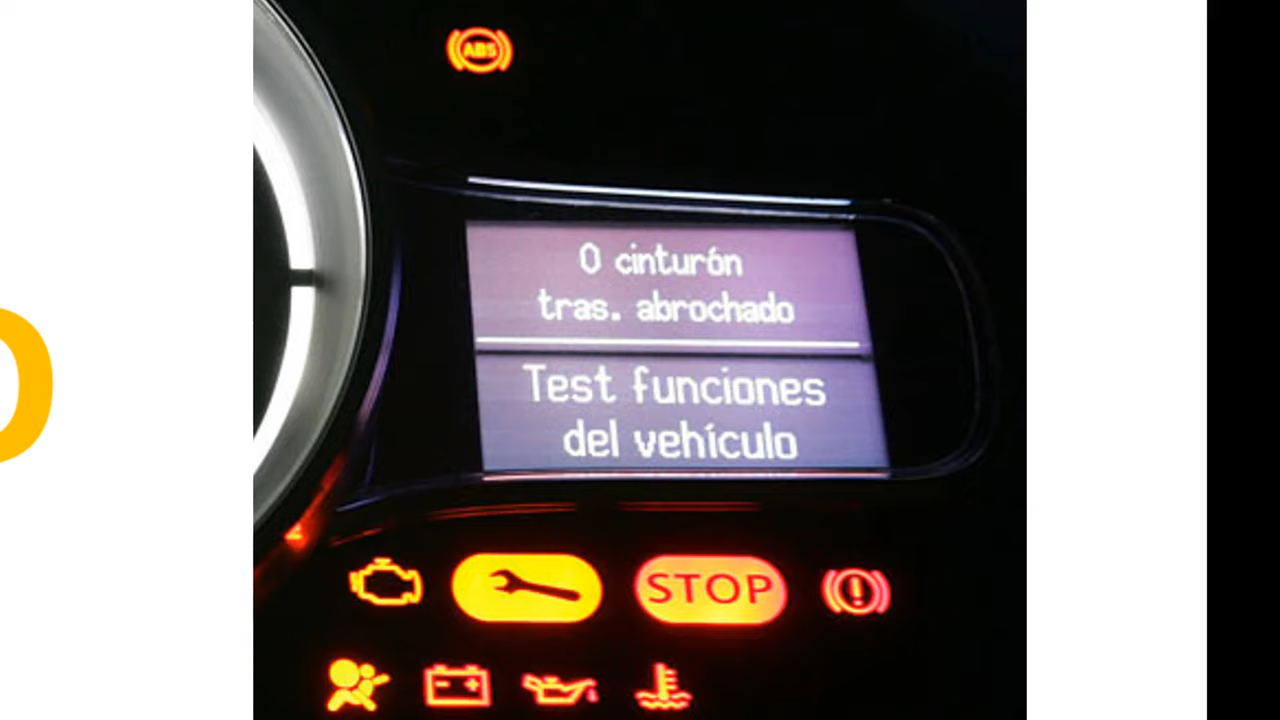 ABS
0 cinturón
tras. abrochado
Test funciones
del vehículo
STOP